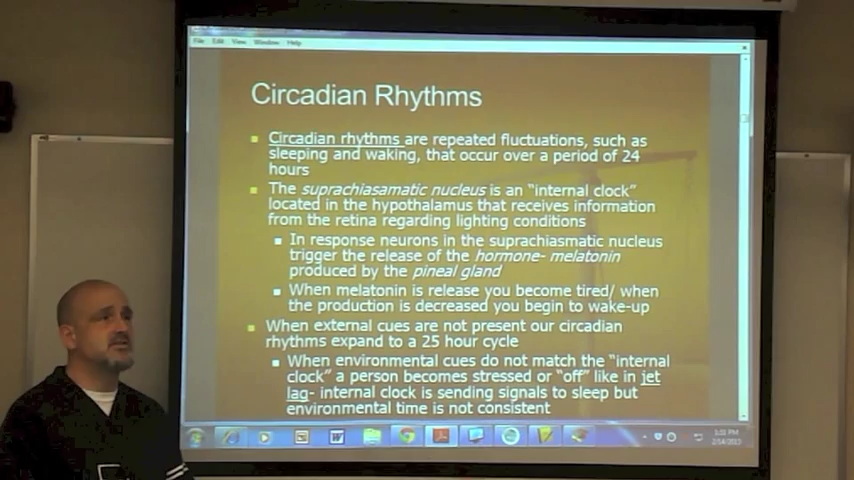 File Edit View Window Help
Circadian Rhythms
Circadian rhythms are repeated fluctuations, such as
sleeping and waking, that occur over a period of 24
hours
The suprachiasamatic nucleus is an “internal clock”
located in the hypothalamus that receives information
from the retina regarding lighting conditions
In response neurons in the suprachiasmatic nucleus
trigger the release of the hormone- melatonin
produced by the pineal gland
When melatonin is release you become tired/ when
the production is decreased you begin to wake-up
When external cues are not present our circadian
rhythms expand to a 25 hour cycle
When environmental cues do not match the “internal
clock” a person becomes stressed or “off” like in jet
lag- internal clock is sending signals to sleep but
environmental time is not consistent